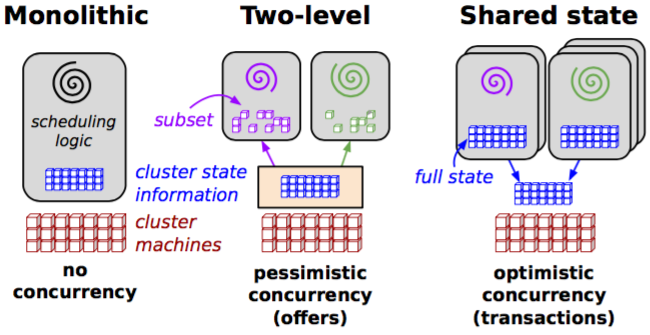 Monolithic
Two-level
Shared state
scheduling
logic
subset
cluster state
information
full state
cluster
machines
no
concurrency
pessimistic
concurrency
(offers)
optimistic
concurrency
(transactions)